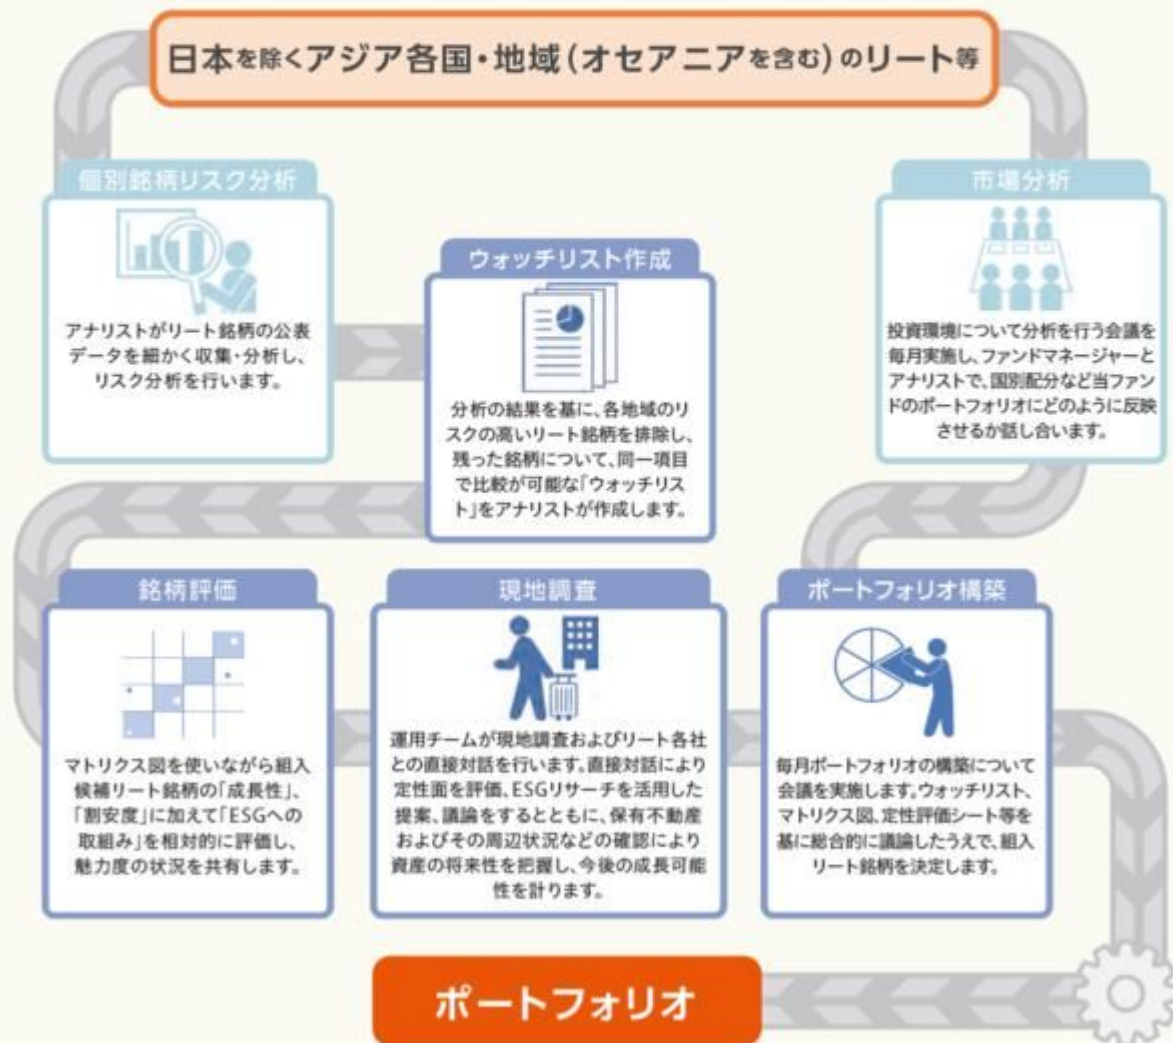 日本を除くアジア各国・地域(オセアニアを含む)のリート等
個別銘柄リスク分析
アナリストがリート銘柄の公表
データを細かく収集・分析し、
リスク分析を行います。
ウォッチリスト作成
分析の結果を基に、各地域のリ
スクの高いリート銘柄を排除し、
残った銘柄について、同一項目
で比較が可能な「ウォッチリス
ト」をアナリストが作成します。
市場分析
投資環境について分析を行う会議を
毎月実施し、ファンドマネージャーと
アナリストで、国別配分など当ファン
ドのポートフォリオにどのように反映
させるか話し合います。
銘柄評価
マトリクス図を使いながら組入
候補リート銘柄の「成長性」、
「割安度」に加えて「ESGへの
取組み」を相対的に評価し、
魅力度の状況を共有します。
現地調査
運用チームが現地調査およびリート各社
との直接対話を行います。直接対話により
定性面を評価、ESGリサーチを活用した
提案、議論をするとともに、保有不動産
およびその周辺状況などの確認により
資産の将来性を把握し、今後の成長可能
性を計ります。
ポートフォリオ構築
毎月ポートフォリオの構築について
会議を実施します。ウォッチリスト、
マトリクス図、定性評価シート等を
基に総合的に議論したうえで、組入
リート銘柄を決定します。
ポートフォリオ